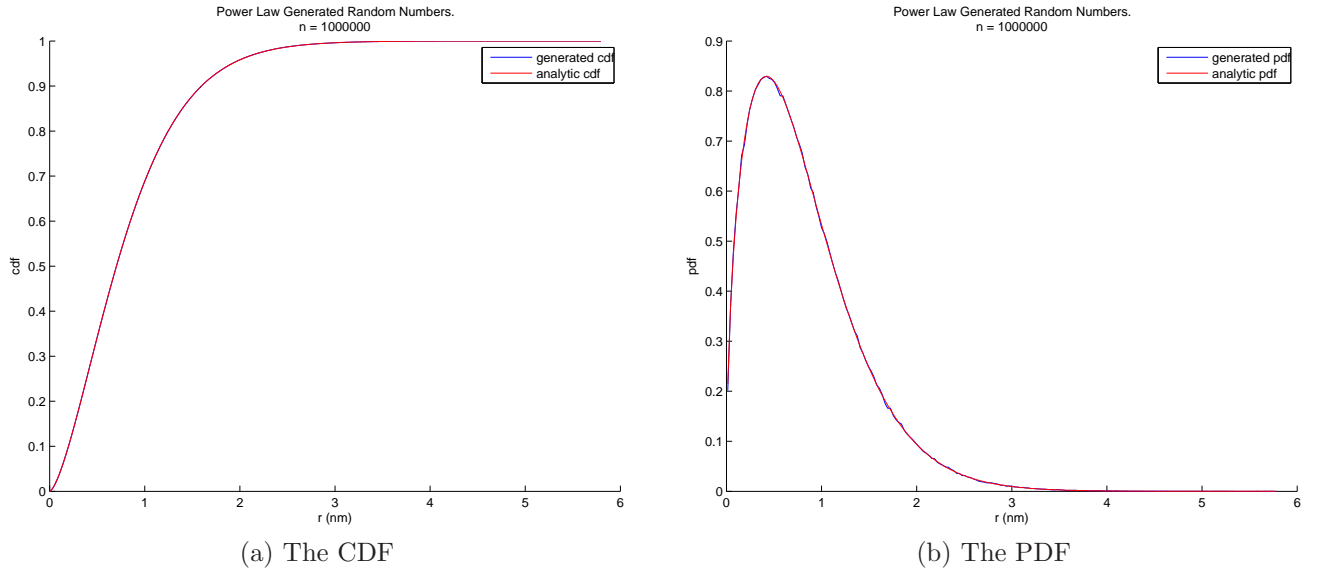 Power Law Generated Random Numbers.
n = 1000000
generated cdf
analytic cdf
1
0.9
0.8
0.7
0.6
0.5
0.4
0.3
0.2
0.1
0
cdf
0 1 2 3 4 5 6
r (nm)
(a) The CDF
Power Law Generated Random Numbers.
n = 1000000
generated pdf
analytic pdf
0.9
0.8
0.7
0.6
0.5
0.4
0.3
0.2
0.1
0
pdf
0 1 2 3 4 5 6
r (nm)
(b) The PDF